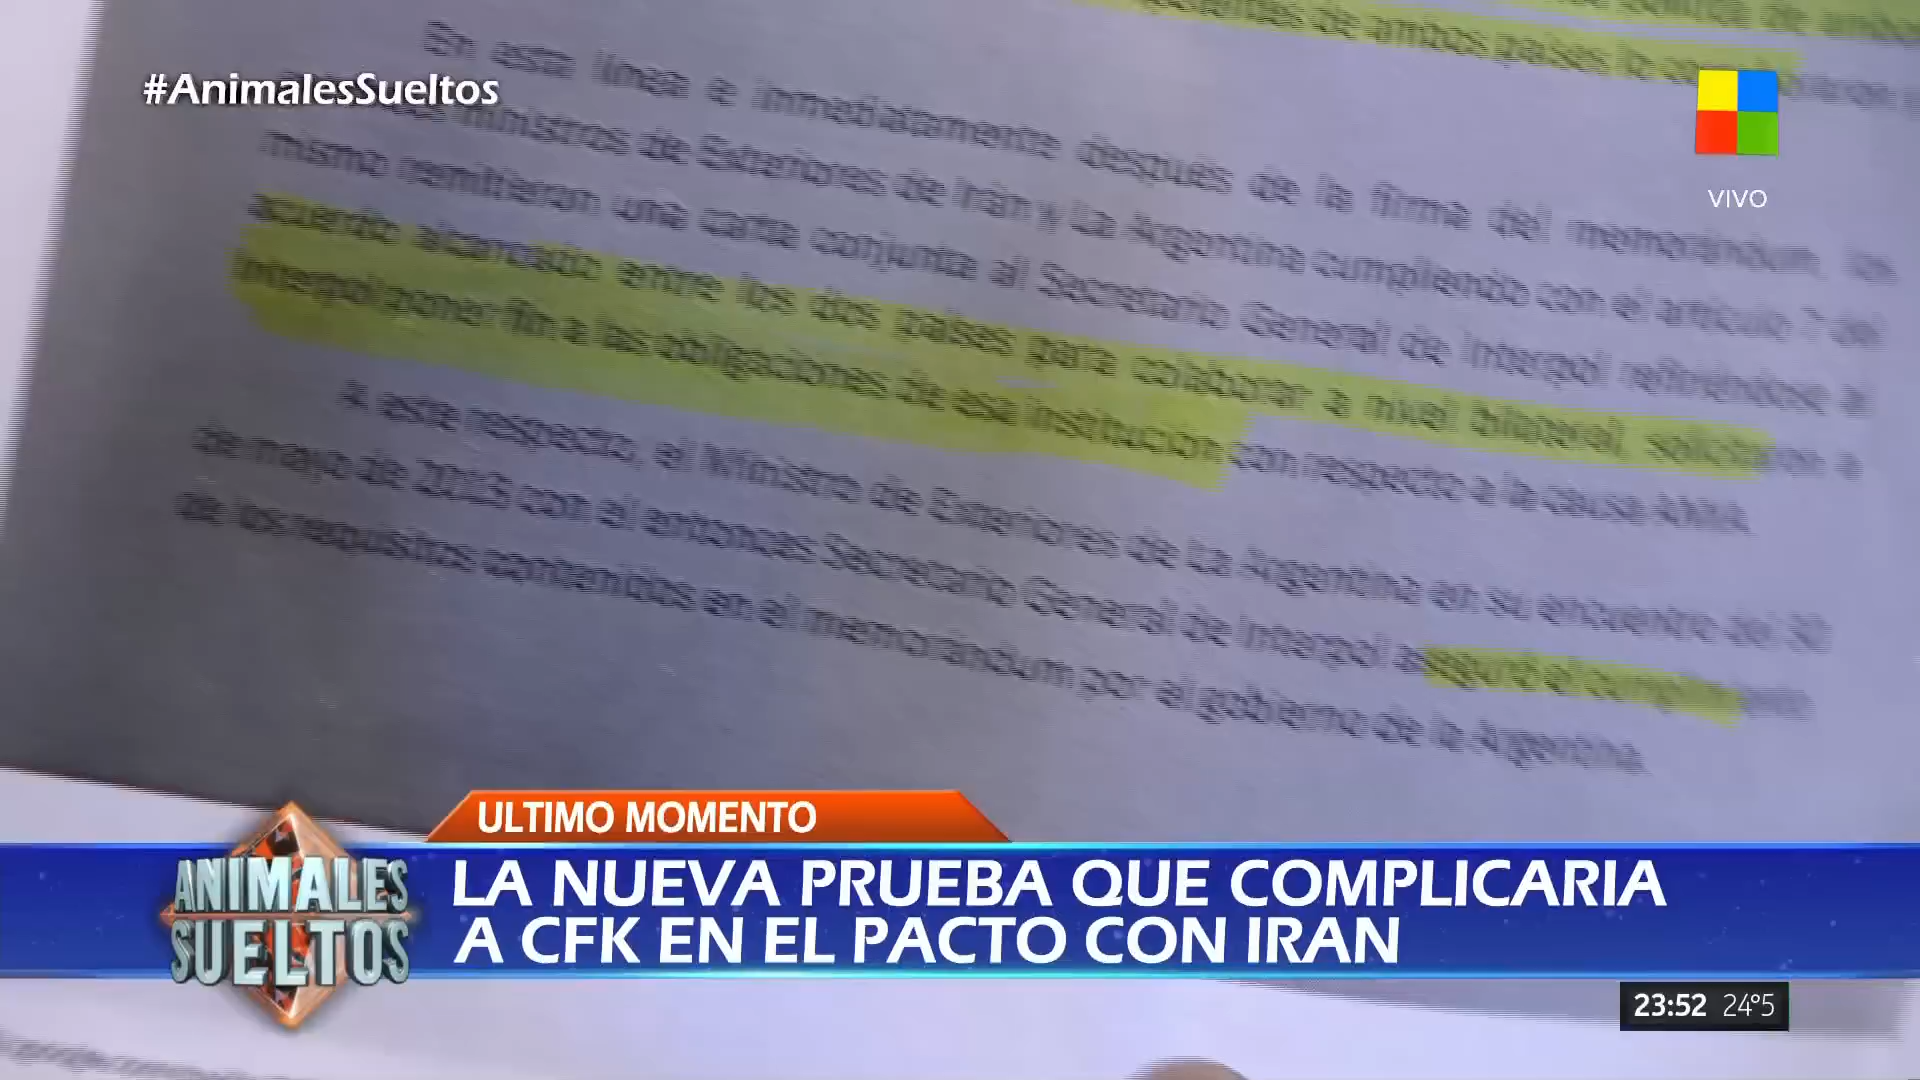 #AnimalesSueltos
VIVO
ponentes de ambos países lo
En esta línea e inmediatamente después de la firma del memorándum, los
ministros de Exteriores de Irán y La Argentina cumpliendo con el artículo 7 del
mismo remitieron una carta conjunta al Secretario General de Interpol refiriéndose al
acuerdo alcanzado entre los dos países para colaborar a nivel bilateral, solicitaron a
Interpol poner fin a las obligaciones de esa institución con respecto a la causa AMIA.
A este respecto, el Ministro de Exteriores de La Argentina en su encuentro del 30
de mayo de 2013 con el entonces Secretario General de Interpol aseguró el cumplimiento
de los requisitos contenidos en el memorándum por el gobierno de la Argentina.
ULTIMO MOMENTO
ANIMALES
SUELTOS
LA NUEVA PRUEBA QUE COMPLICARIA
A CFK EN EL PACTO CON IRAN
23:52 24°5